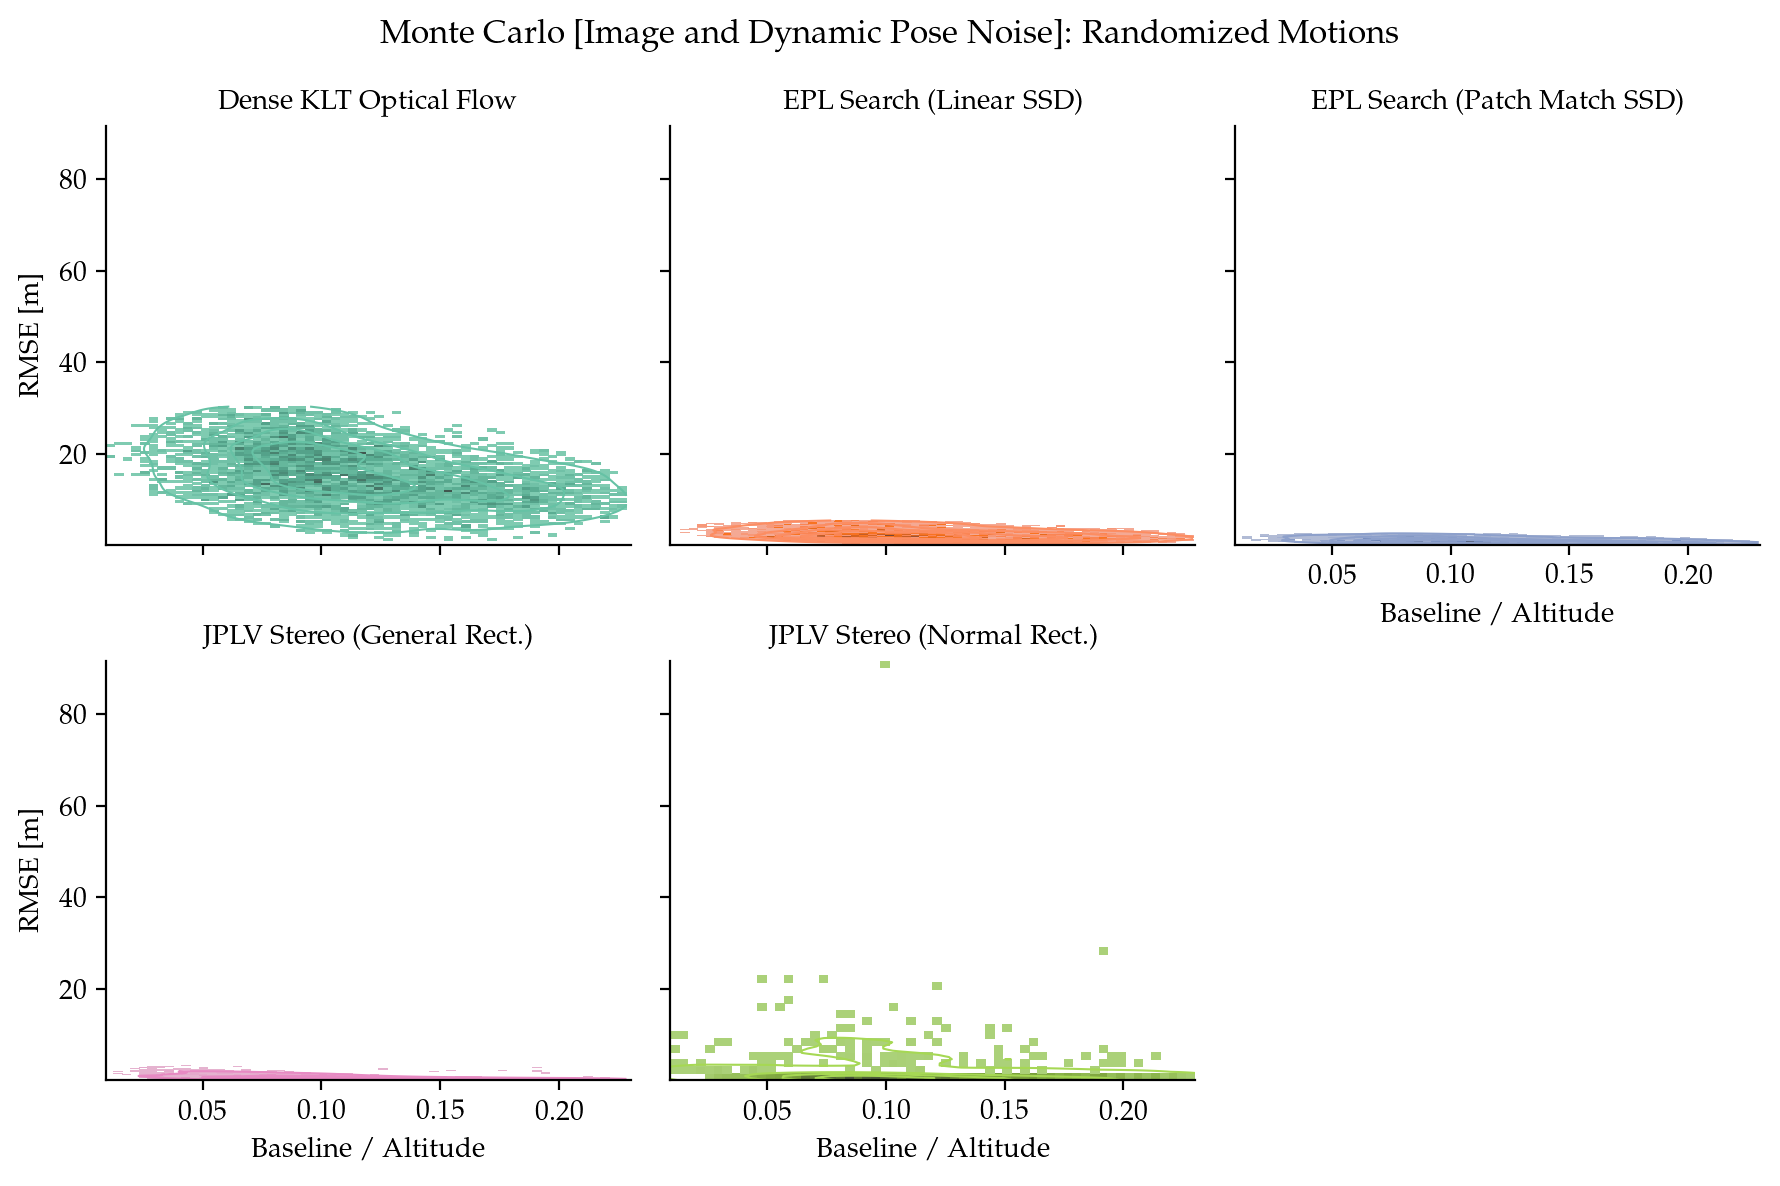 Monte Carlo [Image and Dynamic Pose Noise]: Randomized Motions
Dense KLT Optical Flow
EPL Search (Linear SSD)
EPL Search (Patch Match SSD)
RMSE [m]
80
60
40
20
0.05 0.10 0.15 0.20
Baseline / Altitude
JPLV Stereo (General Rect.)
JPLV Stereo (Normal Rect.)
RMSE [m]
80
60
40
20
0.05 0.10 0.15 0.20
Baseline / Altitude
0.05 0.10 0.15 0.20
Baseline / Altitude